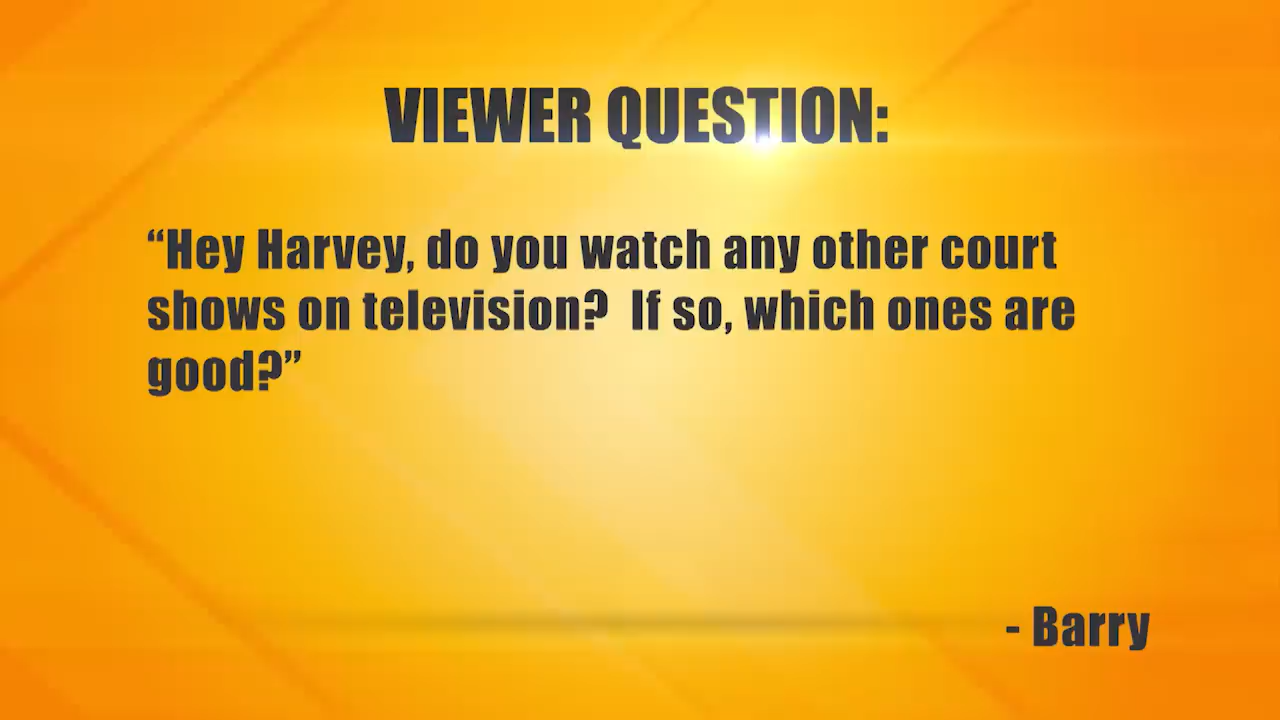 VIEWER QUESTION:
“Hey Harvey, do you watch any other court
shows on television?  If so, which ones are
good?”
- Barry